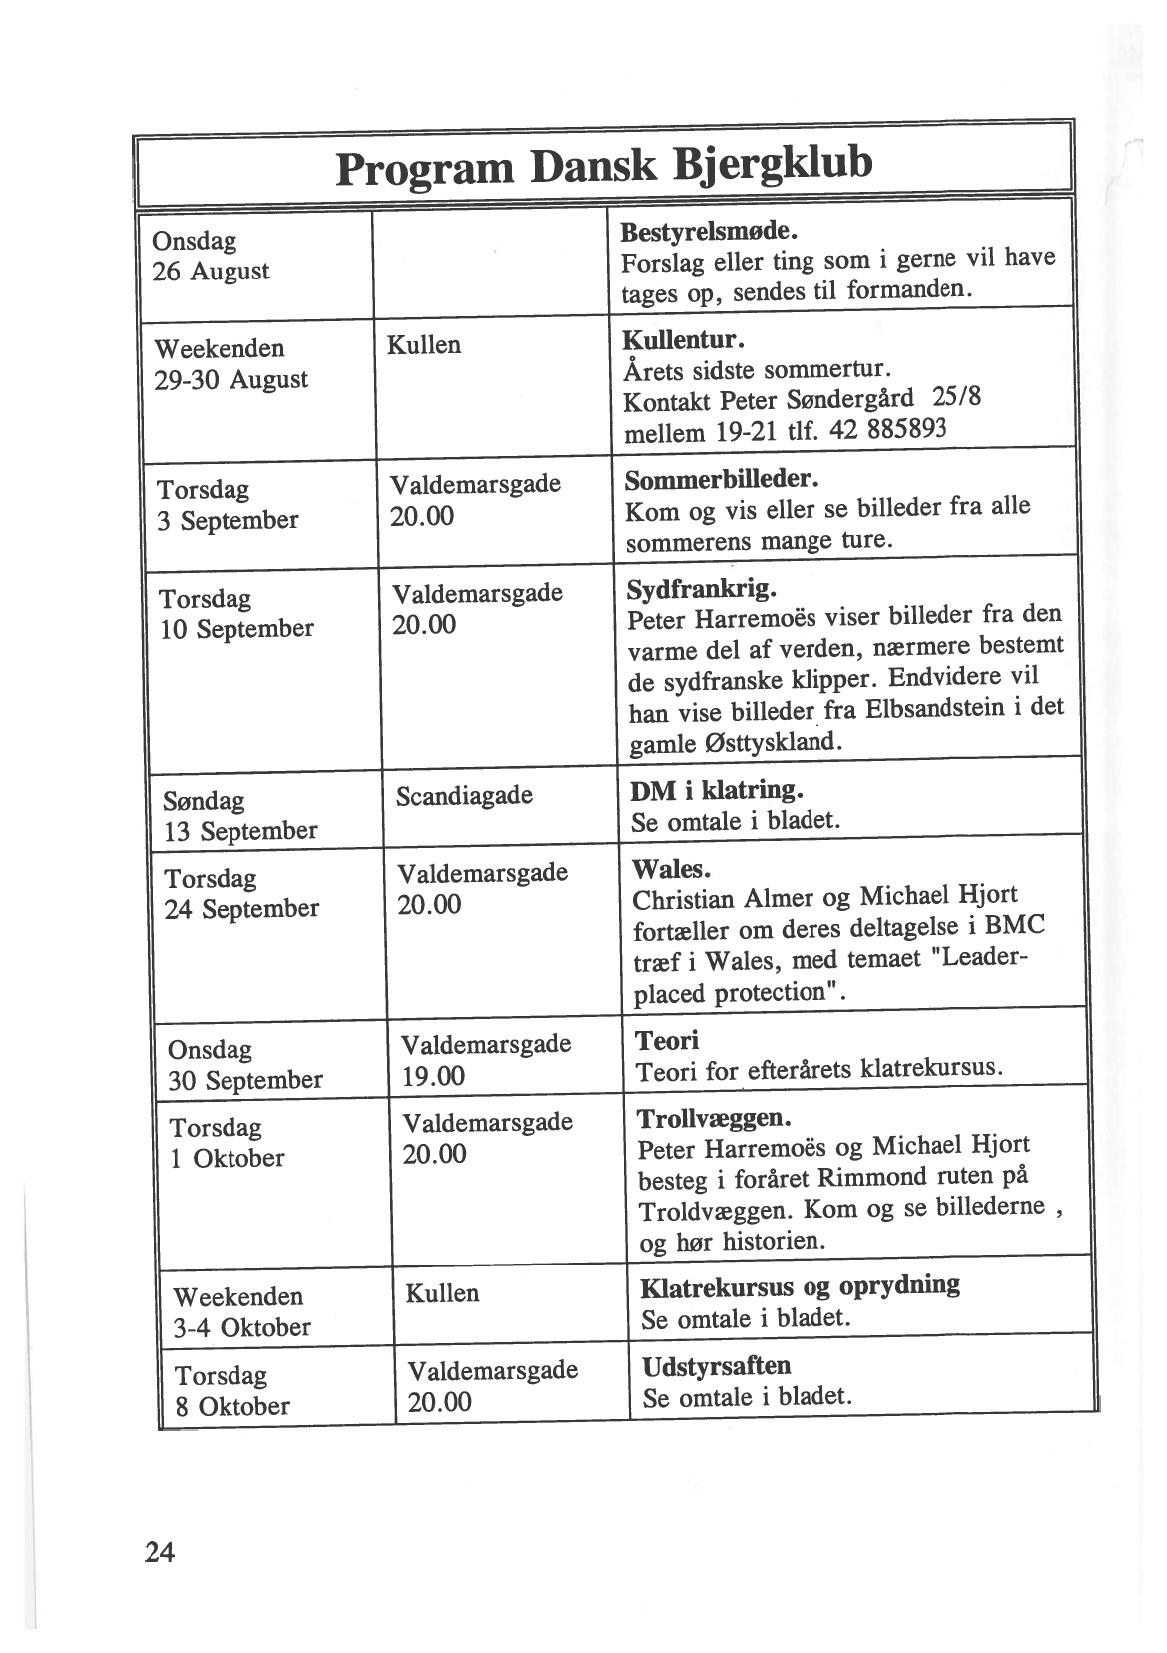 Program Dansk Bjergklub
Onsdag
26 August
Bestyrelsmøde.
Forslag eller ting som i gerne vil have
tages op, sendes til formanden.
Weekenden
29-30 August
Kullen
Kullentur.
Årets sidste sommertur.
Kontakt Peter Søndergård 25/8
mellem 19-21 tlf. 42 885893
Torsdag
3 September
Valdemarsgade
20.00
Sommerbilleder.
Kom og vis eller se billeder fra alle
sommerens mange ture.
Torsdag
10 September
Valdemarsgade
20.00
Sydfrankrig.
Peter Harremoës viser billeder fra den
varme del af verden, nærmere bestemt
de sydfranske klipper. Endvidere vil
han vise billeder fra Elbsandstein i det
gamle Østtyskland.
Søndag
13 September
Scandiagade
DM i klatring.
Se omtale i bladet.
Torsdag
24 September
Valdemarsgade
20.00
Wales.
Christian Almer og Michael Hjort
fortæller om deres deltagelse i BMC
træf i Wales, med temaet "Leader-
placed protection".
Onsdag
30 September
Valdemarsgade
19.00
Teori
Teori for efterårets klatrekursus.
Torsdag
1 Oktober
Valdemarsgade
20.00
Trollvæggen.
Peter Harremoës og Michael Hjort
besteg i foråret Rimmond ruten på
Troldvæggen. Kom og se billederne ,
og hør historien.
Weekenden
3-4 Oktober
Kullen
Klatrekursus og oprydning
Se omtale i bladet.
Torsdag
8 Oktober
Valdemarsgade
20.00
Udstyrsaften
Se omtale i bladet.
24